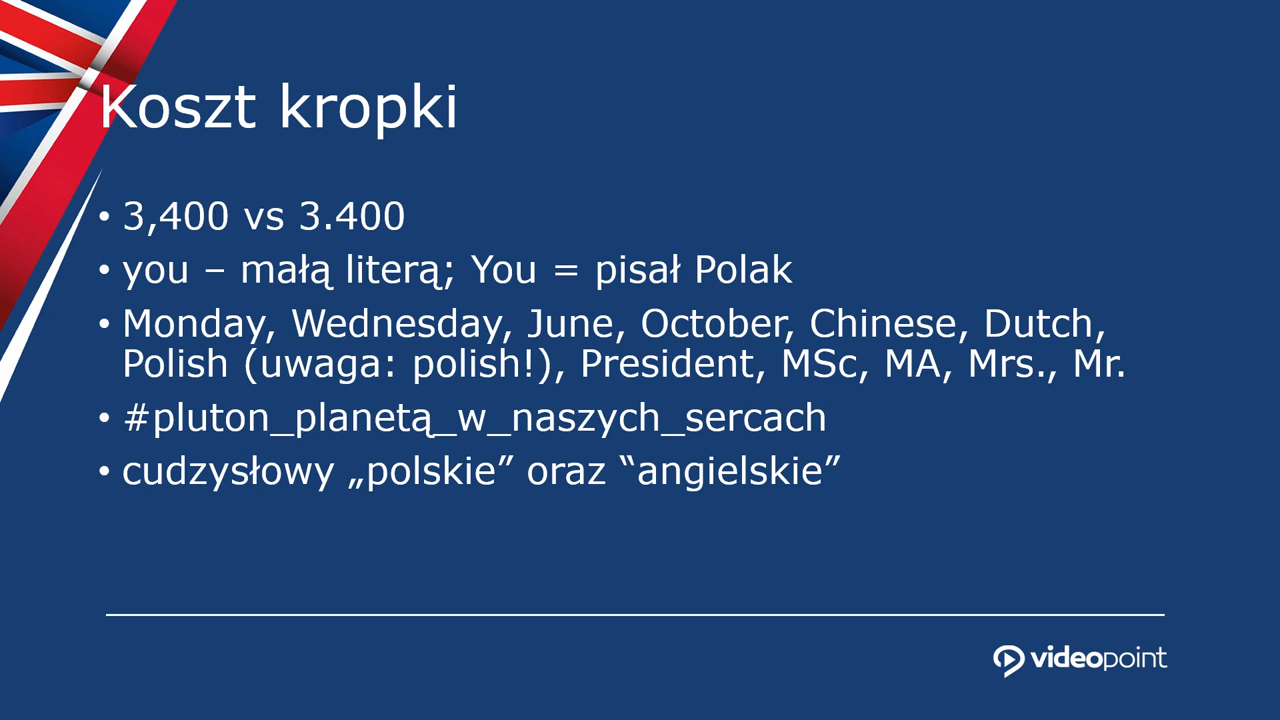 Koszt kropki
• 3,400 vs 3.400
• you – małą literą; You = pisał Polak
• Monday, Wednesday, June, October, Chinese, Dutch,
Polish (uwaga: polish!), President, MSc, MA, Mrs., Mr.
• #pluton_planetą_w_naszych_sercach
• cudzysłowy „polskie” oraz “angielskie”
videopoint